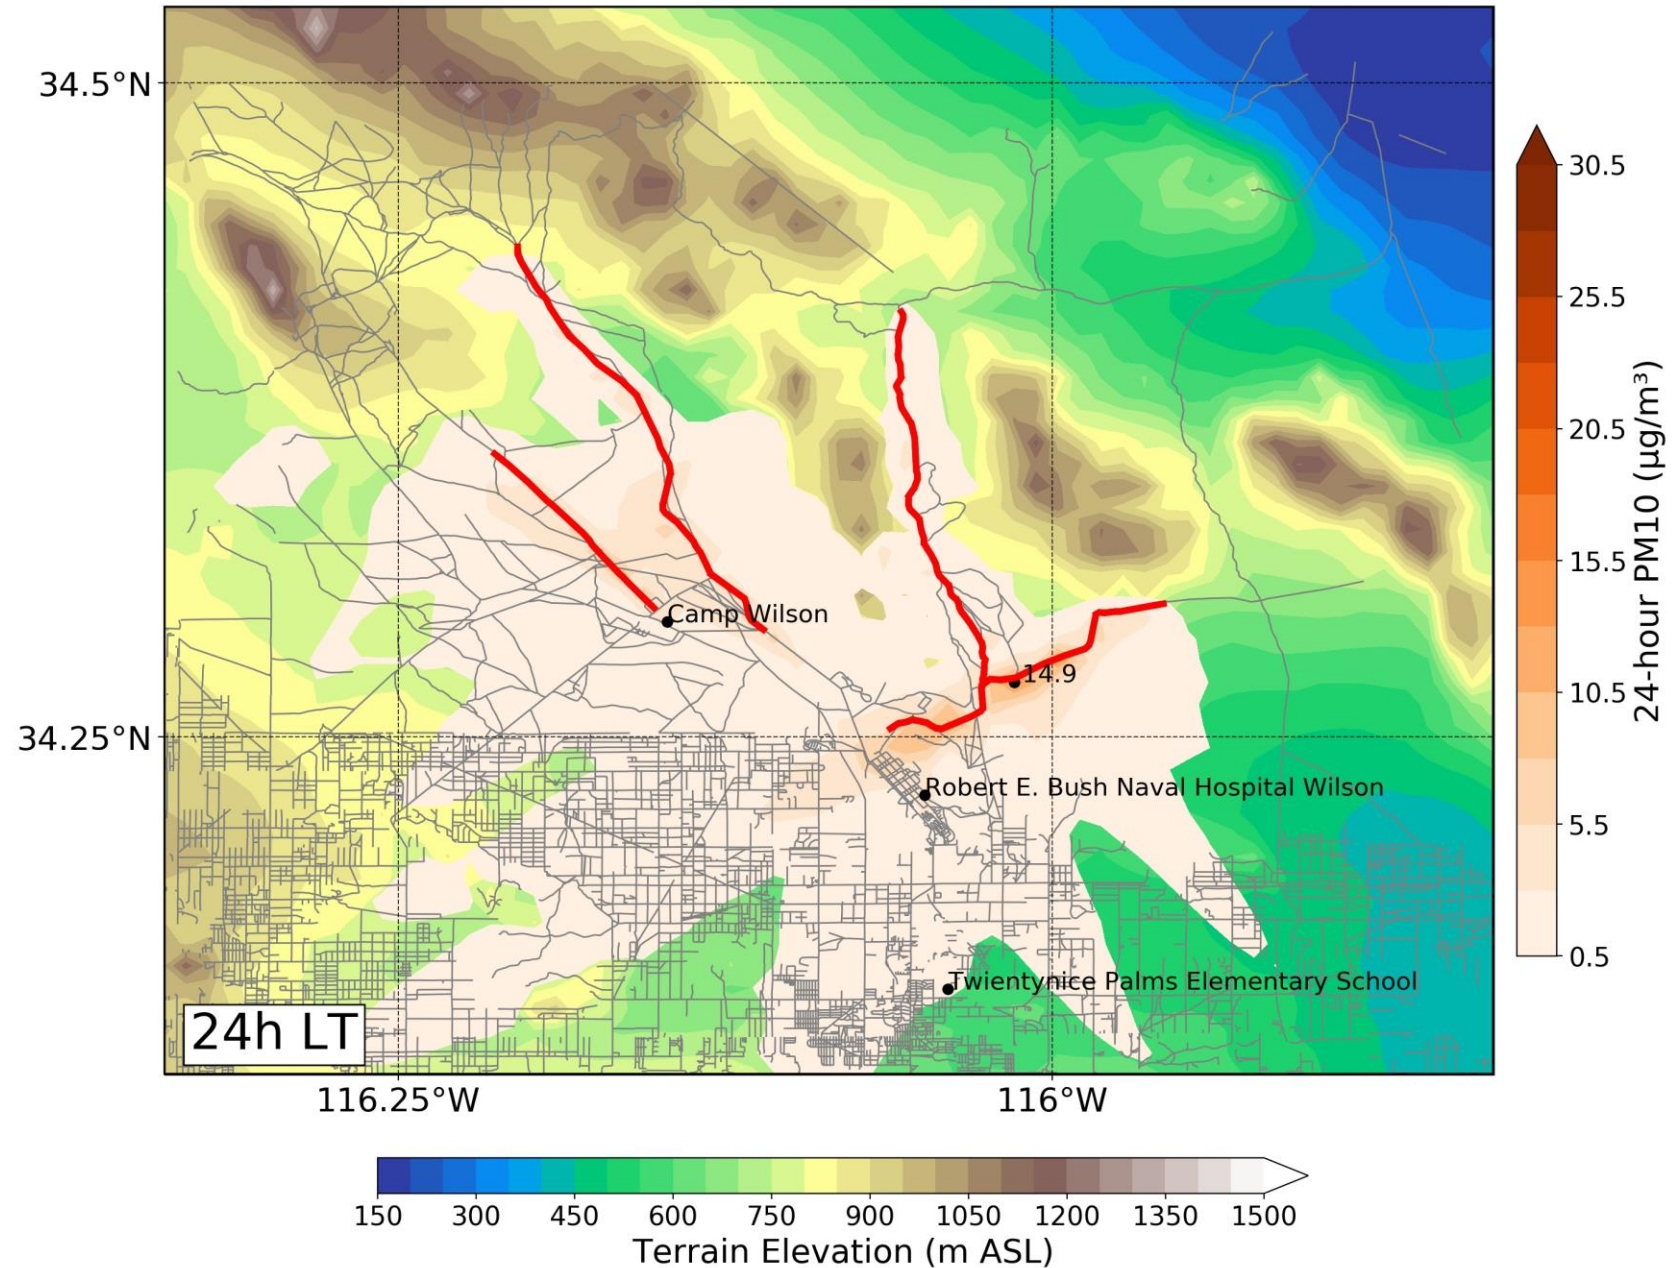 34.5°N
34.25°N
Camp Wilson
14.9
Robert E. Bush Naval Hospital Wilson
Twientynice Palms Elementary School
24h LT
116.25°W
116°W
30.5
25.5
20.5
15.5
10.5
5.5
0.5
24-hour PM10 (μg/m³)
150 300 450 600 750 900 1050 1200 1350 1500
Terrain Elevation (m ASL)